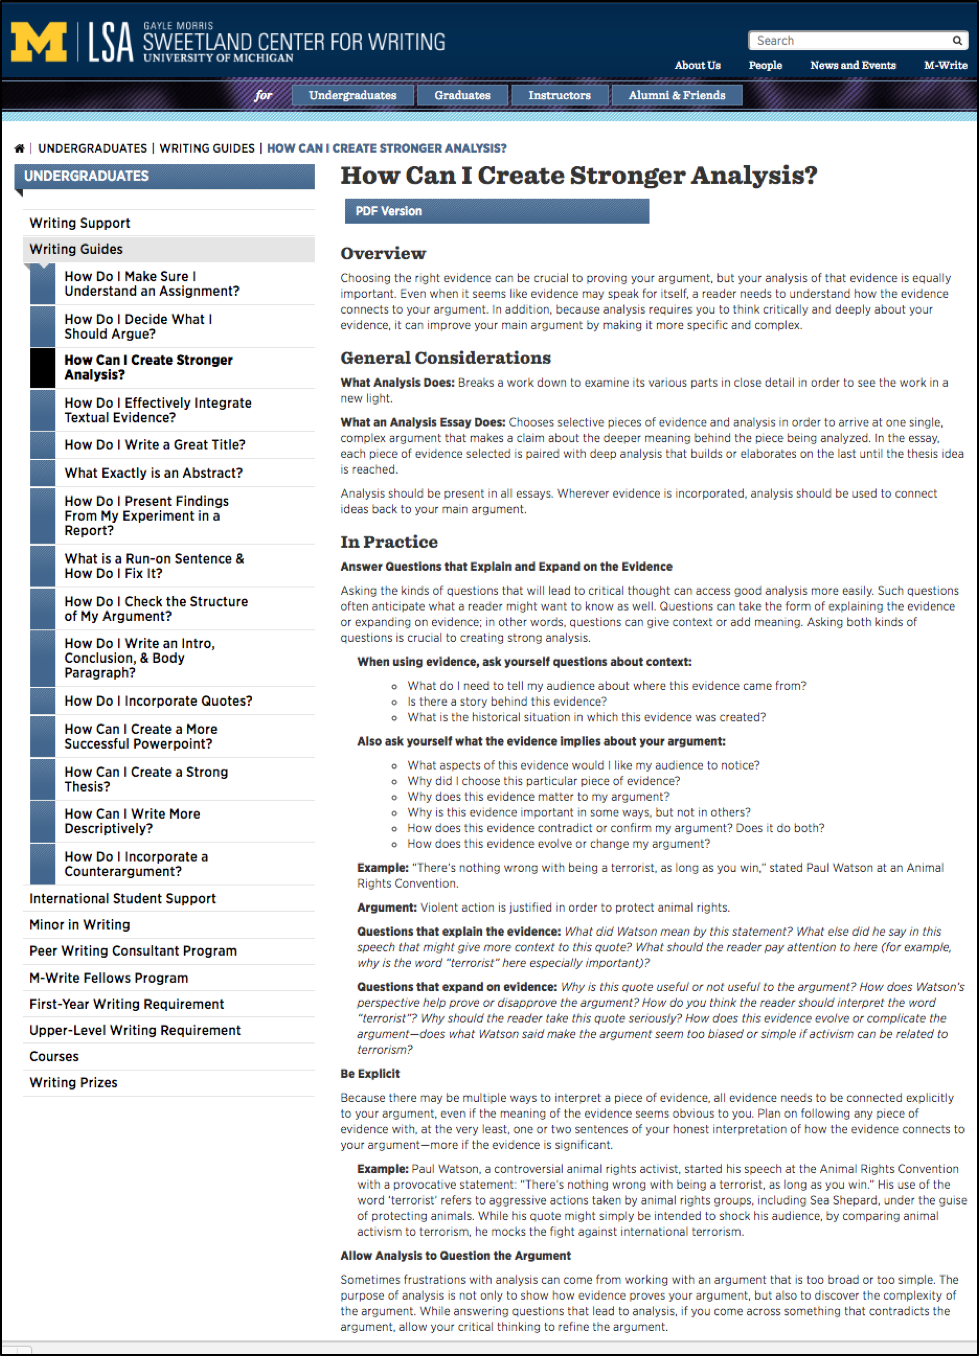 M LSA GAYLE MORRIS
SWEETLAND CENTER FOR WRITING
UNIVERSITY OF MICHIGAN
Search
About Us People News and Events M-Write
for Undergraduates Graduates Instructors Alumni & Friends
| UNDERGRADUATES | WRITING GUIDES | HOW CAN I CREATE STRONGER ANALYSIS?
UNDERGRADUATES
Writing Support
Writing Guides
How Do I Make Sure I
Understand an Assignment?
How Do I Decide What I
Should Argue?
How Can I Create Stronger
Analysis?
How Do I Effectively Integrate
Textual Evidence?
How Do I Write a Great Title?
What Exactly is an Abstract?
How Do I Present Findings
From My Experiment in a
Report?
What is a Run-on Sentence &
How Do I Fix It?
How Do I Check the Structure
of My Argument?
How Do I Write an Intro,
Conclusion, & Body
Paragraph?
How Do I Incorporate Quotes?
How Can I Create a More
Successful Powerpoint?
How Can I Create a Strong
Thesis?
How Can I Write More
Descriptively?
How Do I Incorporate a
Counterargument?
International Student Support
Minor in Writing
Peer Writing Consultant Program
M-Write Fellows Program
First-Year Writing Requirement
Upper-Level Writing Requirement
Courses
Writing Prizes
How Can I Create Stronger Analysis?
PDF Version
Overview
Choosing the right evidence can be crucial to proving your argument, but your analysis of that evidence is equally
important. Even when it seems like evidence may speak for itself, a reader needs to understand how the evidence
connects to your argument. In addition, because analysis requires you to think critically and deeply about your
evidence, it can improve your main argument by making it more specific and complex.
General Considerations
What Analysis Does: Breaks a work down to examine its various parts in close detail in order to see the work in a
new light.
What an Analysis Essay Does: Chooses selective pieces of evidence and analysis in order to arrive at one single,
complex argument that makes a claim about the deeper meaning behind the piece being analyzed. In the essay,
each piece of evidence selected is paired with deep analysis that builds or elaborates on the last until the thesis idea
is reached.
Analysis should be present in all essays. Wherever evidence is incorporated, analysis should be used to connect
ideas back to your main argument.
In Practice
Answer Questions that Explain and Expand on the Evidence
Asking the kinds of questions that will lead to critical thought can access good analysis more easily. Such questions
often anticipate what a reader might want to know as well. Questions can take the form of explaining the evidence
or expanding on evidence; in other words, questions can give context or add meaning. Asking both kinds of
questions is crucial to creating strong analysis.
When using evidence, ask yourself questions about context:
What do I need to tell my audience about where this evidence came from?
Is there a story behind this evidence?
What is the historical situation in which this evidence was created?
Also ask yourself what the evidence implies about your argument:
What aspects of this evidence would I like my audience to notice?
Why did I choose this particular piece of evidence?
Why does this evidence matter to my argument?
Why is this evidence important in some ways, but not in others?
How does this evidence contradict or confirm my argument? Does it do both?
How does this evidence evolve or change my argument?
Example: “There’s nothing wrong with being a terrorist, as long as you win,” stated Paul Watson at an Animal
Rights Convention.
Argument: Violent action is justified in order to protect animal rights.
Questions that explain the evidence: What did Watson mean by this statement? What else did he say in this
speech that might give more context to this quote? What should the reader pay attention to here (for example,
why is the word “terrorist” here especially important)?
Questions that expand on evidence: Why is this quote useful or not useful to the argument? How does Watson’s
perspective help prove or disapprove the argument? How do you think the reader should interpret the word
“terrorist”? Why should the reader take this quote seriously? How does this evidence evolve or complicate the
argument—does what Watson said make the argument seem too biased or simple if activism can be related to
terrorism?
Be Explicit
Because there may be multiple ways to interpret a piece of evidence, all evidence needs to be connected explicitly
to your argument, even if the meaning of the evidence seems obvious to you. Plan on following any piece of
evidence with, at the very least, one or two sentences of your honest interpretation of how the evidence connects to
your argument—more if the evidence is significant.
Example: Paul Watson, a controversial animal rights activist, started his speech at the Animal Rights Convention
with a provocative statement: “There’s nothing wrong with being a terrorist, as long as you win.” His use of the
word ‘terrorist’ refers to aggressive actions taken by animal rights groups, including Sea Shepard, under the guise
of protecting animals. While his quote might simply be intended to shock his audience, by comparing animal
activism to terrorism, he mocks the fight against international terrorism.
Allow Analysis to Question the Argument
Sometimes frustrations with analysis can come from working with an argument that is too broad or too simple. The
purpose of analysis is not only to show how evidence proves your argument, but also to discover the complexity of
the argument. While answering questions that lead to analysis, if you come across something that contradicts the
argument, allow your critical thinking to refine the argument.